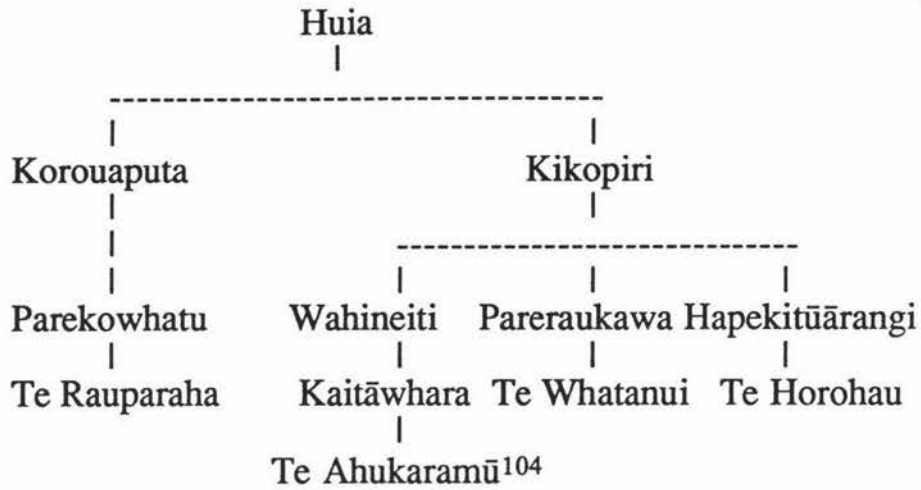 Huia
Korouaputa Kikopiri
Parekowhatu Wahineiti Pareraukawa Hapekitūārangi
Te Rauparaha Kaitāwhara Te Whatanui Te Horohau
Te Ahukaramū104